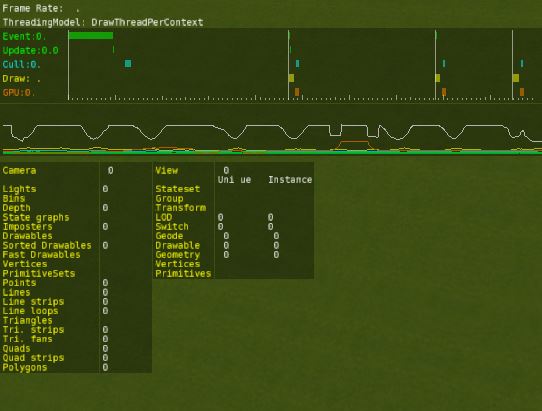 Frame Rate: .
ThreadingModel: DrawThreadPerContext
Event:0.
Update:0.0
Cull:0.
Draw: .
GPU:0.
Camera 0 View 0
Uni ue Instance
Lights 0 Stateset
Bins Group
Depth 0 Transform
State graphs LOD 0 0
Imposters 0 Switch 0 0
Drawables Geode 0 0
Sorted Drawables 0 Drawable 0 0
Fast Drawables Geometry 0 0
Vertices Vertices
PrimitiveSets Primitives
Points 0
Lines 0
Line strips 0
Line loops 0
Triangles
Tri. strips 0
Tri. fans 0
Quads 0
Quad strips 0
Polygons 0